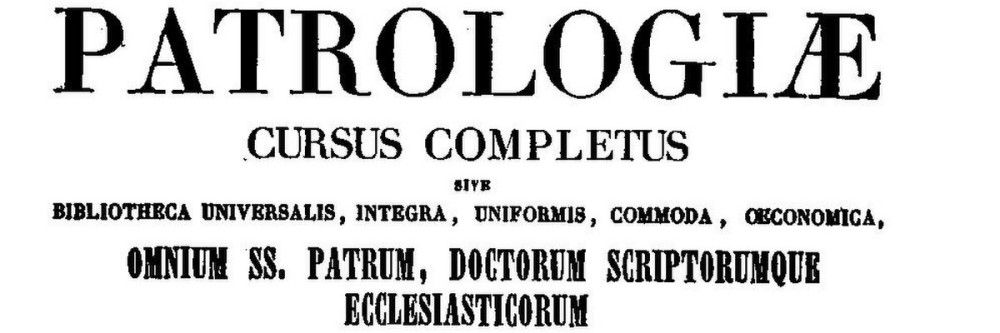 PATROLOGIÆ
CURSUS COMPLETUS
SIVE
BIBLIOTHECA UNIVERSALIS, INTEGRA, UNIFORMIS, COMMODA, ŒCONOMICA,
OMNIUM SS. PATRUM, DOCTORUM SCRIPTORUMQUE
ECCLESIASTICORUM